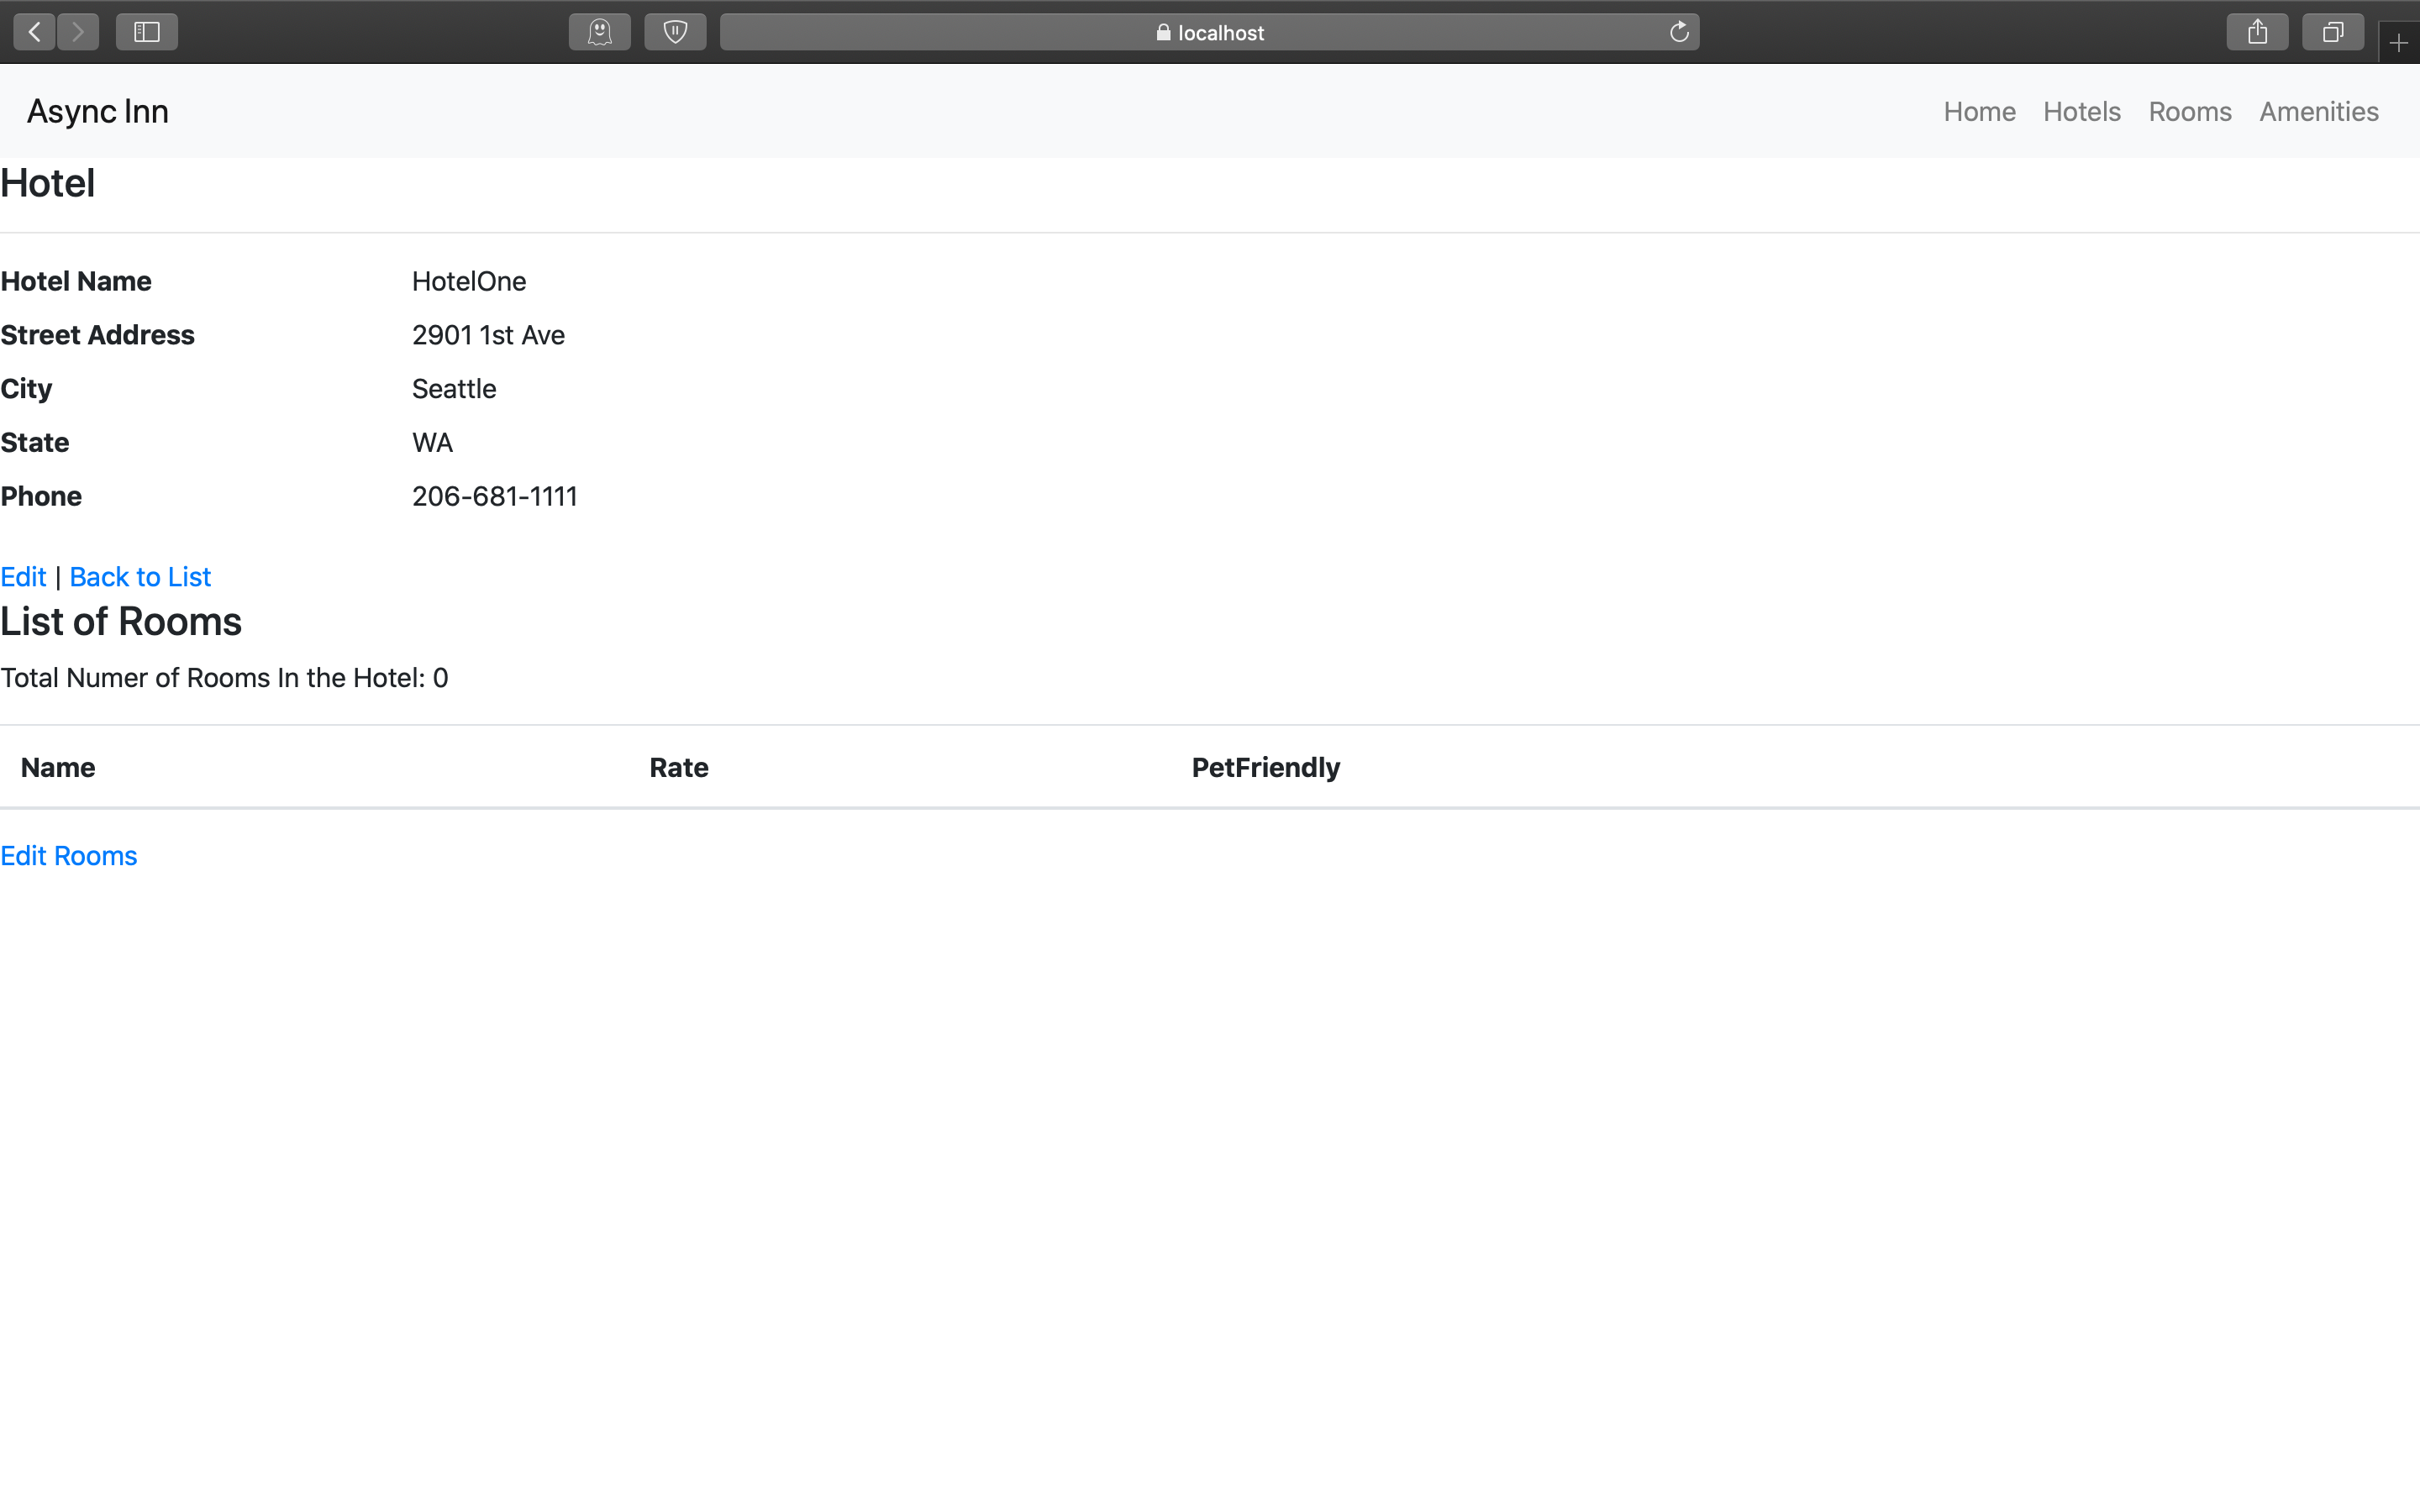 localhost
Async Inn Home Hotels Rooms Amenities
Hotel
Hotel Name HotelOne
Street Address 2901 1st Ave
City Seattle
State WA
Phone 206-681-1111
Edit | Back to List
List of Rooms
Total Numer of Rooms In the Hotel: 0
Name Rate PetFriendly
Edit Rooms